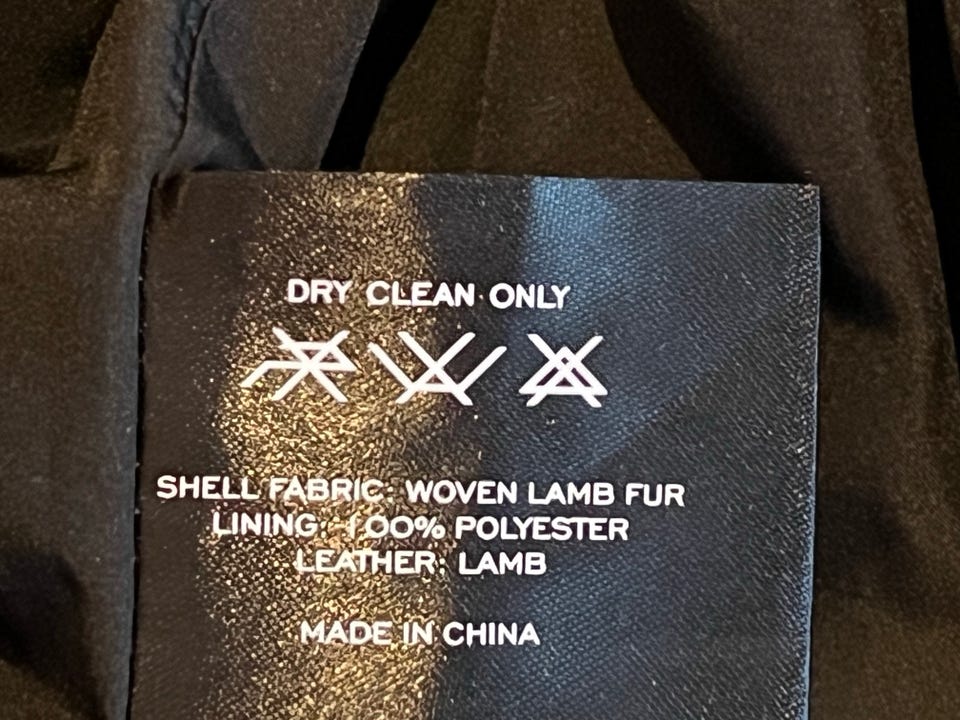 DRY CLEAN ONLY
SHELL FABRIC: WOVEN LAMB FUR
LINING: 100% POLYESTER
LEATHER: LAMB
MADE IN CHINA